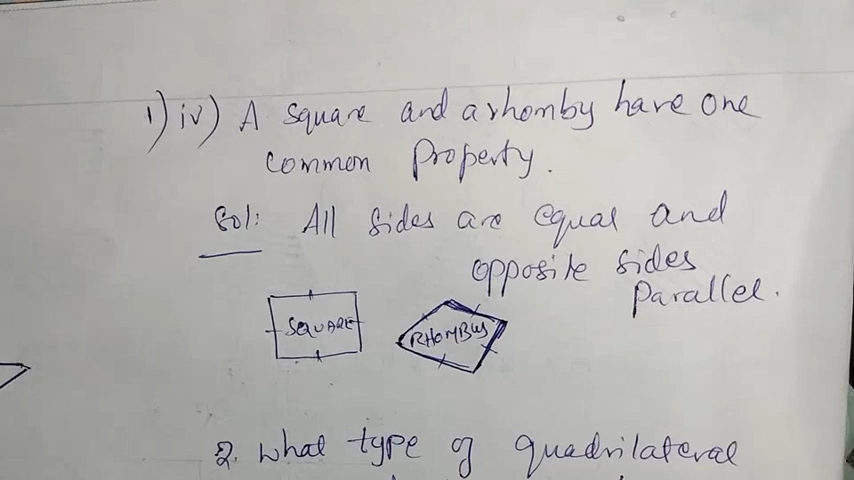 1) iv) A square and a rhomby have one
common Property.
Sol: All sides are equal and
opposite sides
parallel.
SQUARE
RHOMBUS
2. what type of quadrilateral